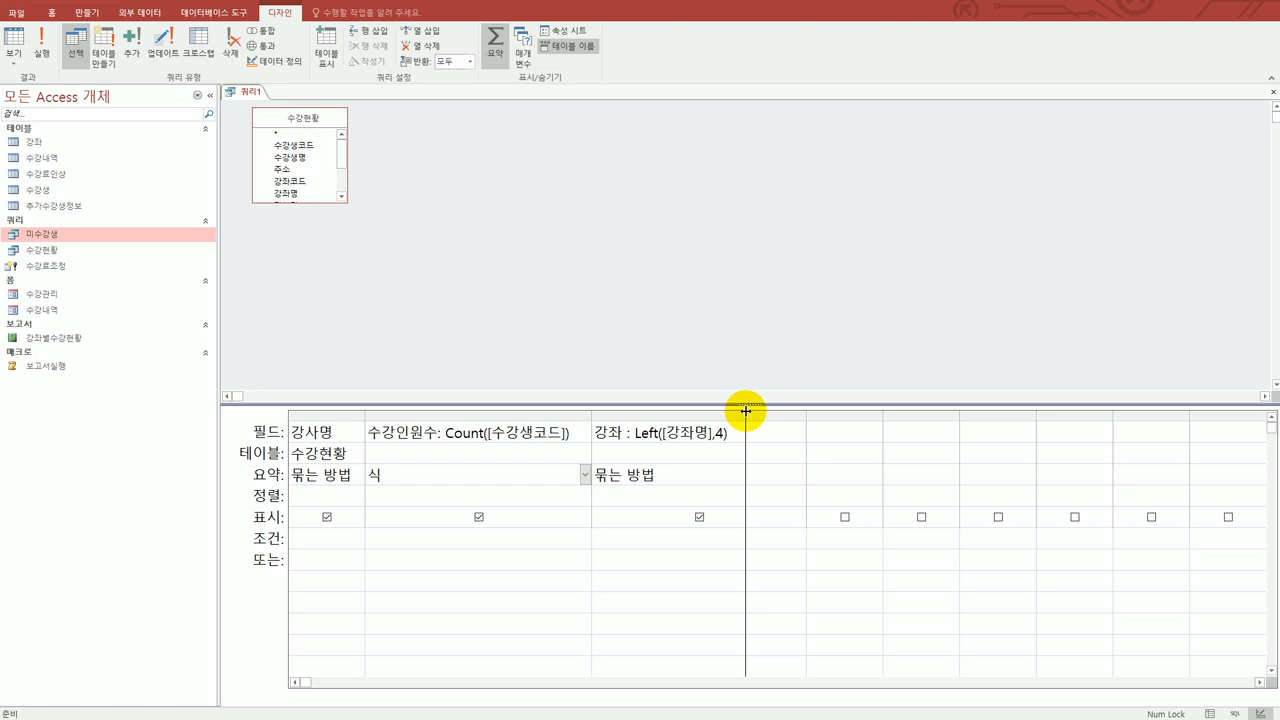 파일 홈 만들기 외부 데이터 데이터베이스 도구 디자인 수행할 작업을 알려 주세요.
보기 실행 선택 테이블 만들기 추가 업데이트 크로스탭 삭제 통합 통과 데이터 정의
테이블 표시 행 삽입 행 삭제 작성기 열 삽입 열 삭제 반환: 모두
요약 매개 변수 속성 시트 테이블 이름
결과 쿼리 유형 쿼리 설정 표시/숨기기
모든 Access 개체
검색...
테이블
강좌
수강내역
수강료인상
수강생
추가수강생정보
쿼리
미수강생
수강현황
수강료조정
폼
수강관리
수강내역
보고서
강좌별수강현황
매크로
보고서실행
쿼리1
수강현황
*
수강생코드
수강생명
주소
강좌코드
강좌명
필드: 강사명 수강인원수: Count([수강생코드]) 강좌 : Left([강좌명],4)
테이블: 수강현황
요약: 묶는 방법 식 묶는 방법
정렬:
표시:
조건:
또는:
준비 Num Lock SQL